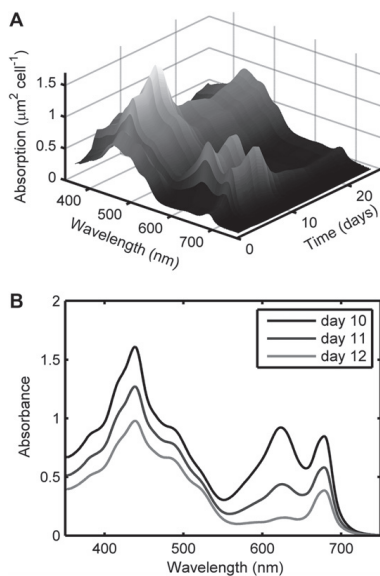 A
Absorption (μm² cell⁻¹)
1.5
1
0.5
0
400
500
600
700
Wavelength (nm)
0
10
20
Time (days)
B
Absorbance
2
1.5
1
0.5
0
day 10
day 11
day 12
400
500
600
700
Wavelength (nm)